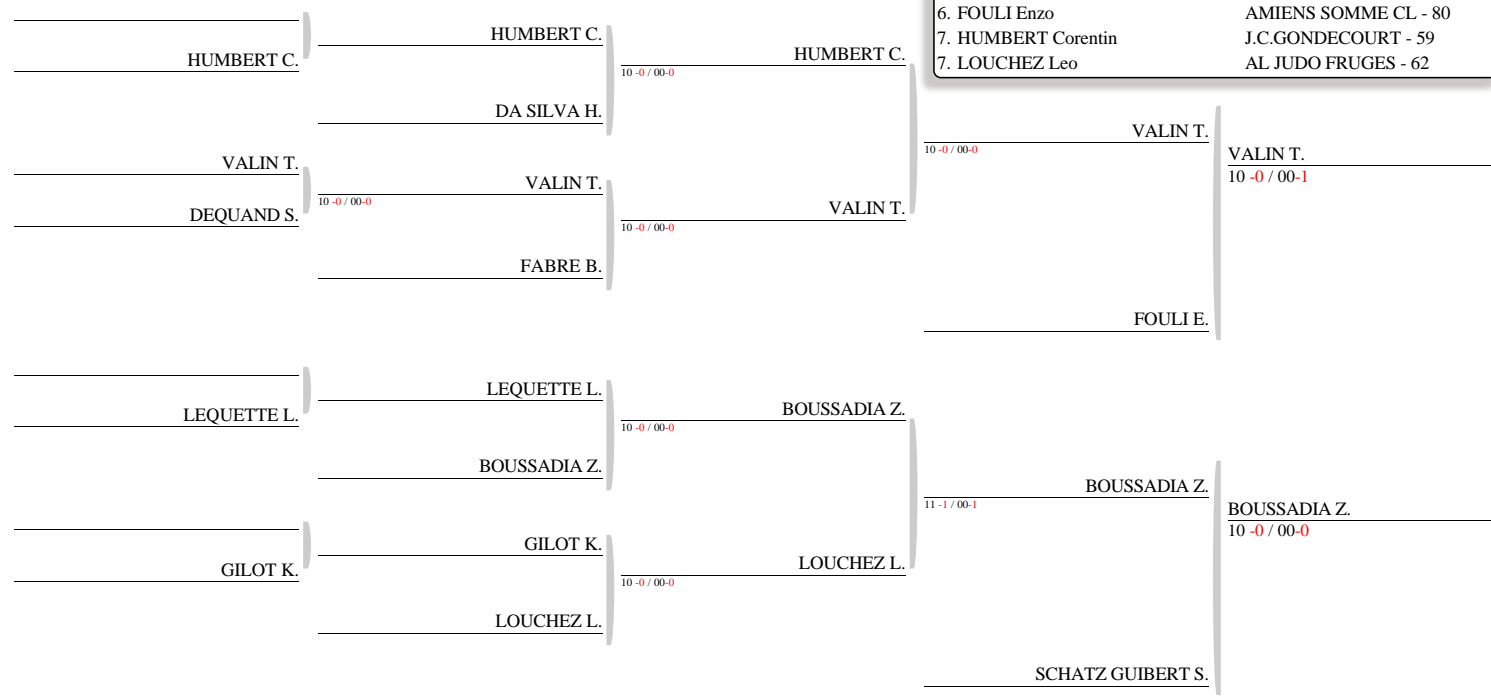 6. FOULI Enzo AMIENS SOMME CL - 80
7. HUMBERT Corentin J.C.GONDECOURT - 59
7. LOUCHEZ Leo AL JUDO FRUGES - 62
HUMBERT C.
VALIN T.
DEQUAND S.
LEQUETTE L.
GILOT K.
HUMBERT C.
DA SILVA H.
VALIN T.
10 -0 / 00-0
FABRE B.
LEQUETTE L.
BOUSSADIA Z.
GILOT K.
LOUCHEZ L.
HUMBERT C.
10 -0 / 00-0
VALIN T.
10 -0 / 00-0
BOUSSADIA Z.
10 -0 / 00-0
LOUCHEZ L.
10 -0 / 00-0
VALIN T.
10 -0 / 00-0
FOULI E.
BOUSSADIA Z.
11 -1 / 00-1
SCHATZ GUIBERT S.
VALIN T.
10 -0 / 00-1
BOUSSADIA Z.
10 -0 / 00-0